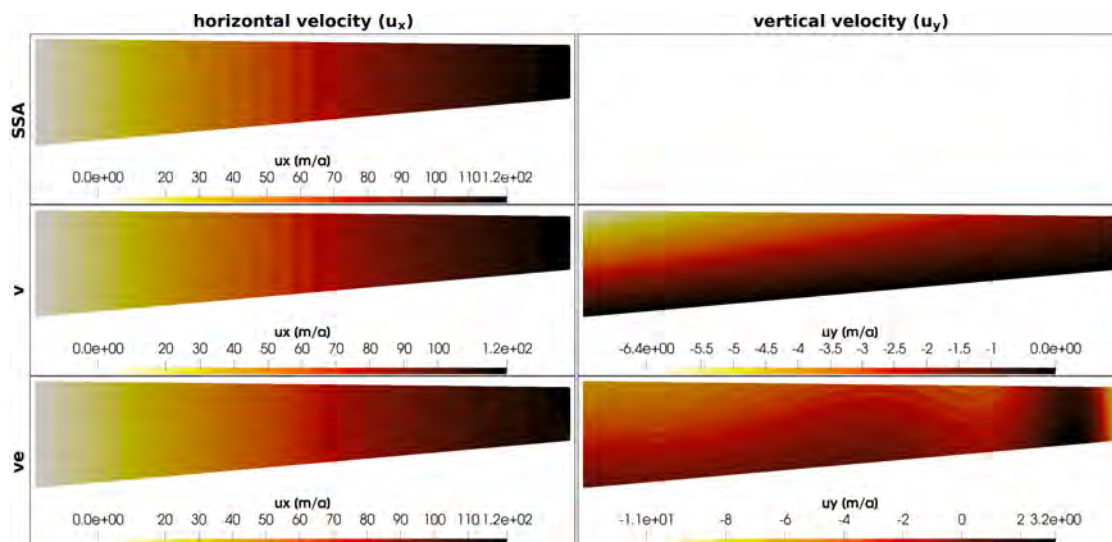 horizontal velocity (ux)
vertical velocity (uy)
SSA
ux (m/a)
0.0e+00 20 30 40 50 60 70 80 90 100 110 1.2e+02
v
ux (m/a)
0.0e+00 20 30 40 50 60 70 80 90 100 1.2e+02
uy (m/a)
-6.4e+00 -5.5 -5 -4.5 -4 -3.5 -3 -2.5 -2 -1.5 -1 0.0e+00
ve
ux (m/a)
0.0e+00 20 30 40 50 60 70 80 90 100 110 1.2e+02
uy (m/a)
-1.1e+01 -8 -6 -4 -2 0 2 3.2e+00